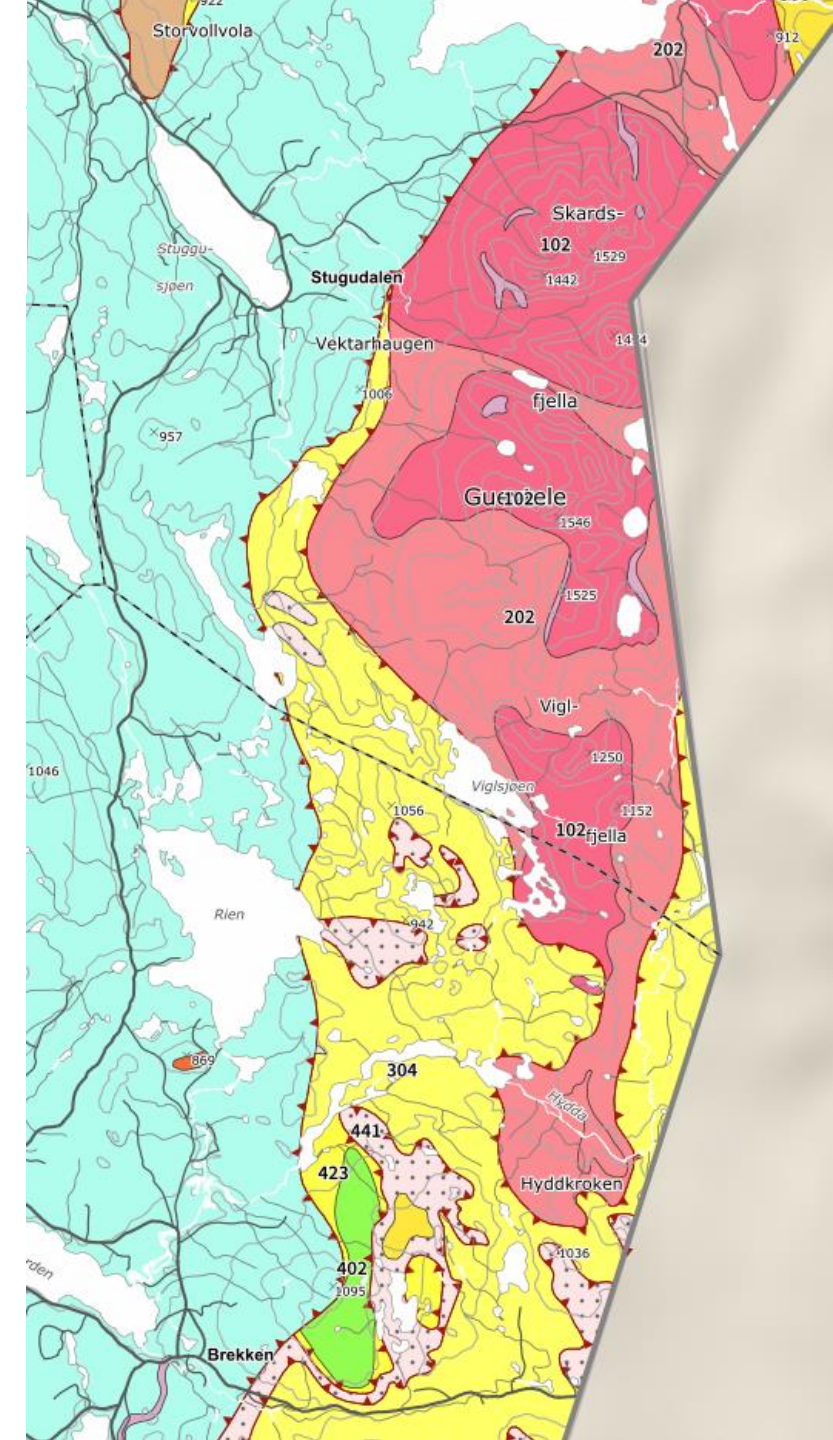 922
Storvollvola
202
912
Skards-
102
1529
1442
Stuggu-
sjøen
Stugudalen
Vektarhaugen
1006
fjella
957
102
1546
1525
202
Vigl-
1250
1046
Viglsjøen
1152
1056
102
fjella
Rien
942
869
304
Hydda
441
423
Hyddkroken
1036
402
1095
rden
Brekken